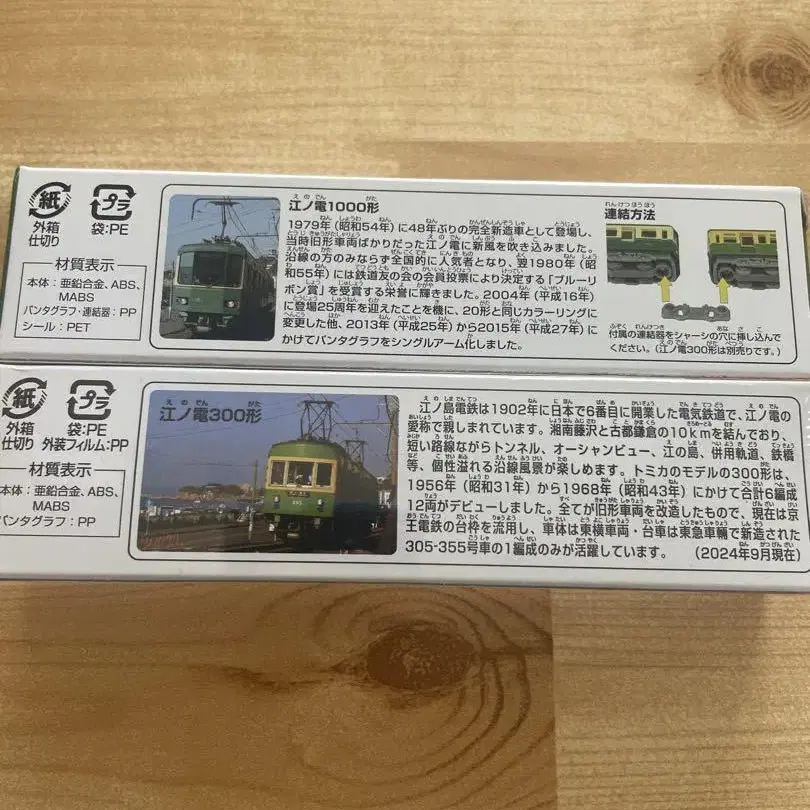 紙
外箱
仕切り
プラ
袋:PE
材質表示
本体:亜鉛合金、ABS、
MABS
パンタグラフ・連結器:PP
シール:PET
江ノ電1000形
1979年(昭和54年)に48年ぶりの完全新造車として登場し、
当時旧形車両ばかりだった江ノ電に新風を吹き込みました。
沿線の方のみならず全国的に人気者となり、翌1980年(昭
和55年)には鉄道友の会の会員投票により決定する「ブルーリ
ボン賞」を受賞する栄誉に輝きました。2004年(平成16年)
に登場25周年を迎えたことを機に、20形と同じカラーリングに
変更した他、2013年(平成25年)から2015年(平成27年)に
かけてパンタグラフをシングルアーム化しました。
連結方法
付属の連結器をシャーシの穴に挿し込んで
ください。(江ノ電300形は別売りです。)
紙
外箱
仕切り
プラ
袋:PE
外装フィルム:PP
材質表示
本体:亜鉛合金、ABS、
MABS
パンタグラフ:PP
江ノ電300形
江ノ島電鉄は1902年に日本で6番目に開業した電気鉄道で、江ノ電の
愛称で親しまれています。湘南藤沢と古都鎌倉の10kmを結んでおり、
短い路線ながらトンネル、オーシャンビュー、江の島、併用軌道、鉄橋
等、個性溢れる沿線風景が楽しめます。トミカのモデルの300形は、
1956年(昭和31年)から1968年(昭和43年)にかけて合計6編成
12両がデビューしました。全てが旧形車両を改造したもので、現在は京
王電鉄の台枠を流用し、車体は東横車両・台車は東急車輛で新造された
305-355号車の1編成のみが活躍しています。 (2024年9月現在)